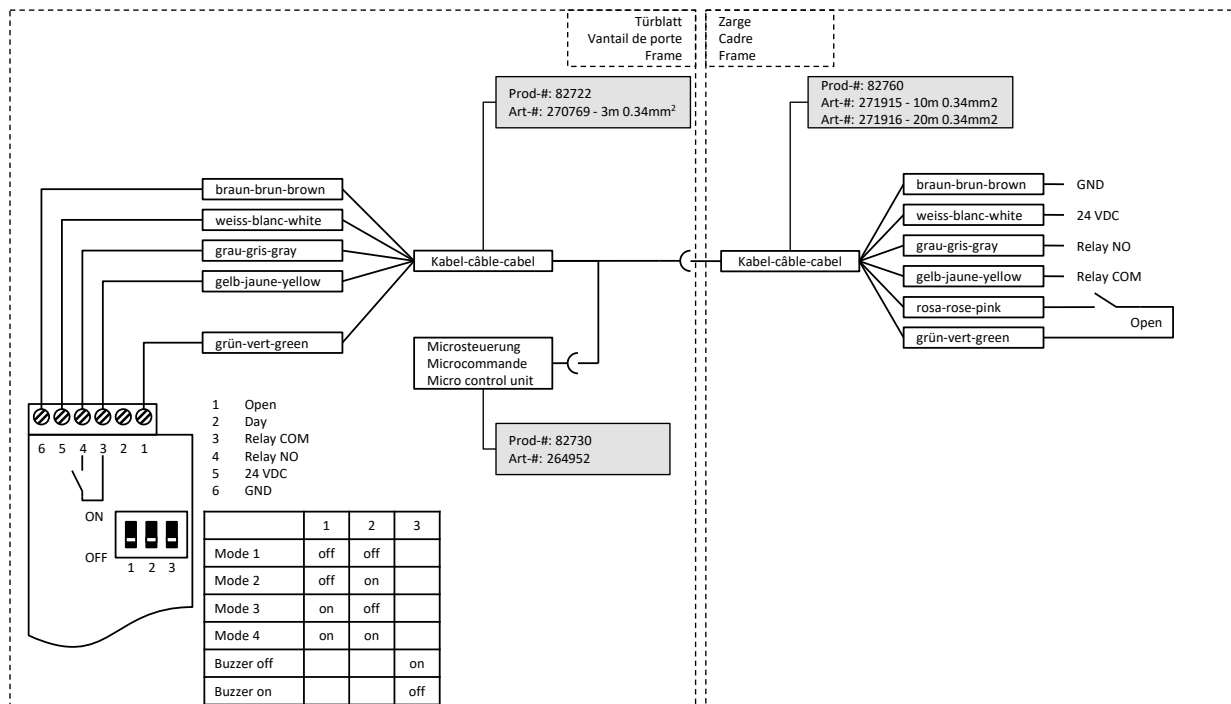 Türblatt
Vantail de porte
Frame
Zarge
Cadre
Frame
Prod-#: 82722
Art-#: 270769 - 3m 0.34mm²
Prod-#: 82760
Art-#: 271915 - 10m 0.34mm2
Art-#: 271916 - 20m 0.34mm2
braun-brun-brown
weiss-blanc-white
grau-gris-gray
gelb-jaune-yellow
grün-vert-green
Kabel-câble-cabel
Kabel-câble-cabel
braun-brun-brown GND
weiss-blanc-white 24 VDC
grau-gris-gray Relay NO
gelb-jaune-yellow Relay COM
rosa-rose-pink
Open
grün-vert-green
Microsteuerung
Microcommande
Micro control unit
Prod-#: 82730
Art-#: 264952
6 5 4 3 2 1
1 Open
2 Day
3 Relay COM
4 Relay NO
5 24 VDC
6 GND
ON
OFF
1 2 3
1 2 3
Mode 1 off off
Mode 2 off on
Mode 3 on off
Mode 4 on on
Buzzer off on
Buzzer on off